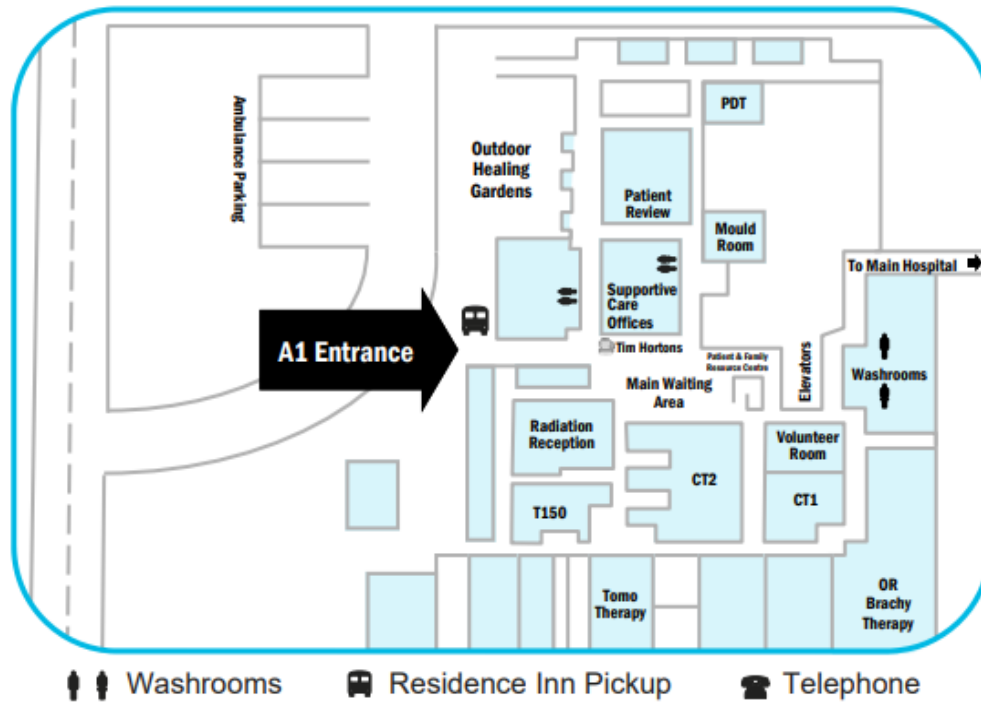 Ambulance Parking
Outdoor
Healing
Gardens
PDT
Patient
Review
Mould
Room
To Main Hospital
Supportive
Care
Offices
A1 Entrance
Tim Hortons
Patient & Family
Resource Centre
Elevators
Main Waiting
Area
Washrooms
Radiation
Reception
Volunteer
Room
CT2
CT1
T150
Tomo
Therapy
OR
Brachy
Therapy
Washrooms
Residence Inn Pickup
Telephone